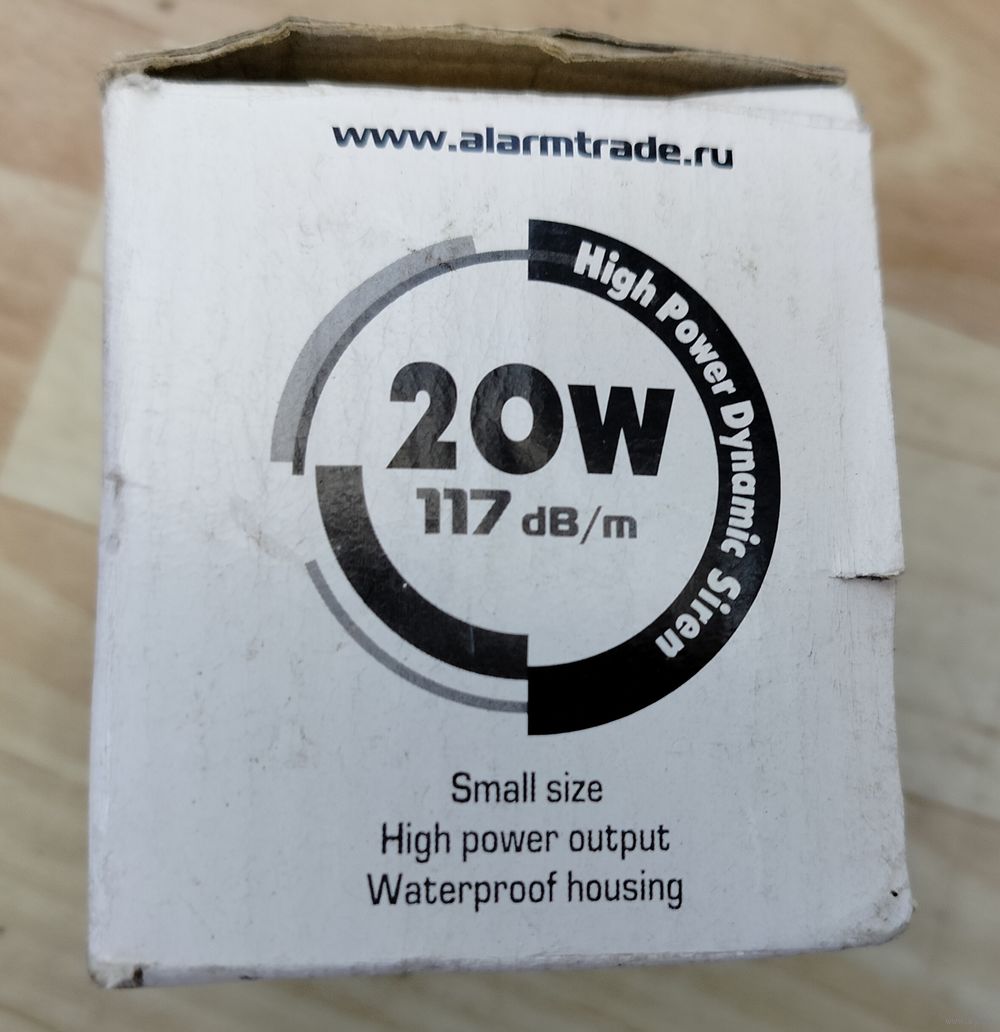 www.alarmtrade.ru
High Power Dynamic Siren
20W
117 dB/m
Small size
High power output
Waterproof housing